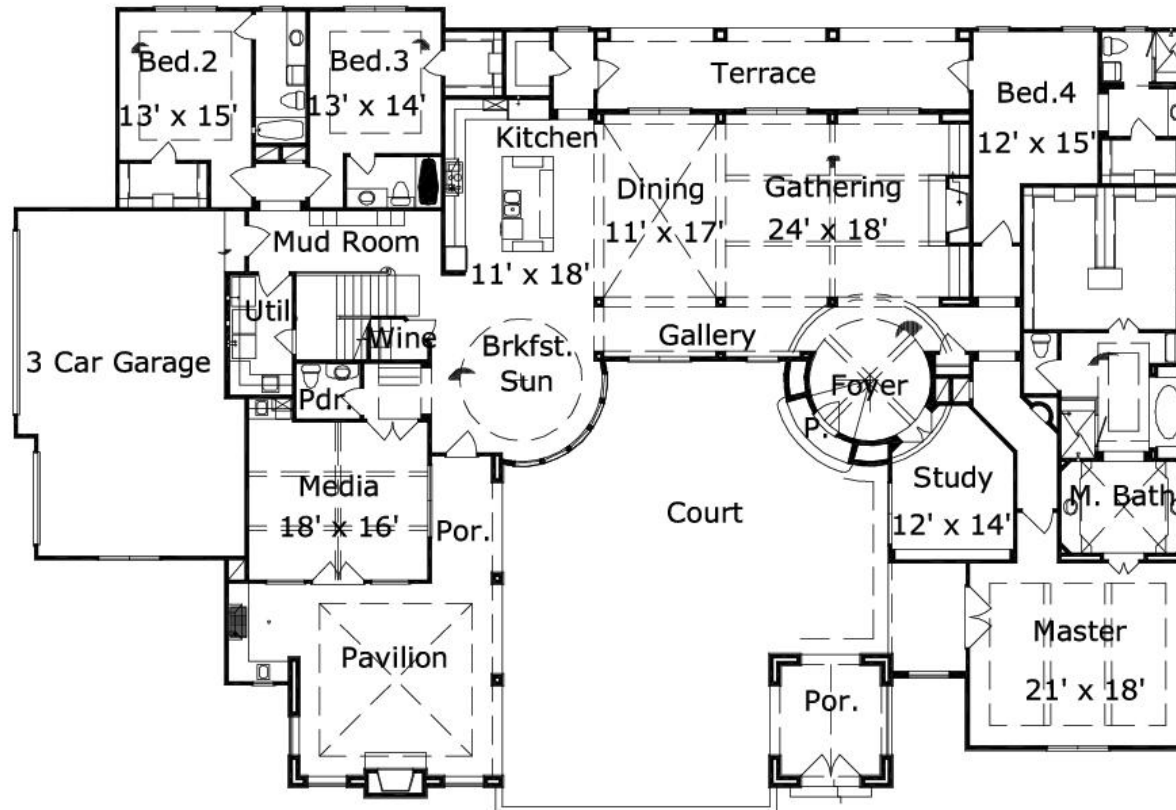 Bed.2
13' x 15'
Bed.3
13' x 14'
Terrace
Bed.4
12' x 15'
Kitchen
11' x 18'
Dining
11' x 17'
Gathering
24' x 18'
Mud Room
Util
Wine
3 Car Garage
Brkfst.
Sun
Gallery
Foyer
P.
Pdr.
Media
18' x 16'
Por.
Court
Study
12' x 14'
M. Bath
Pavilion
Por.
Master
21' x 18'